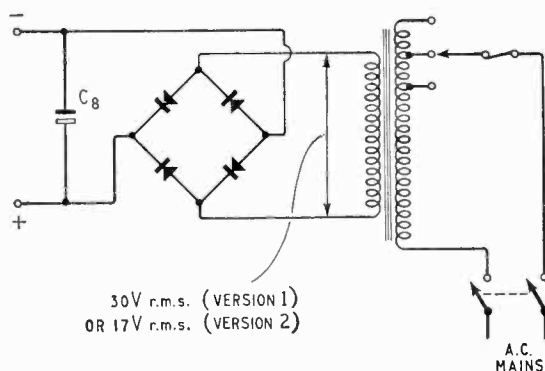 −
C8
+
30V r.m.s. (VERSION 1)
OR 17V r.m.s. (VERSION 2)
A.C.
MAINS